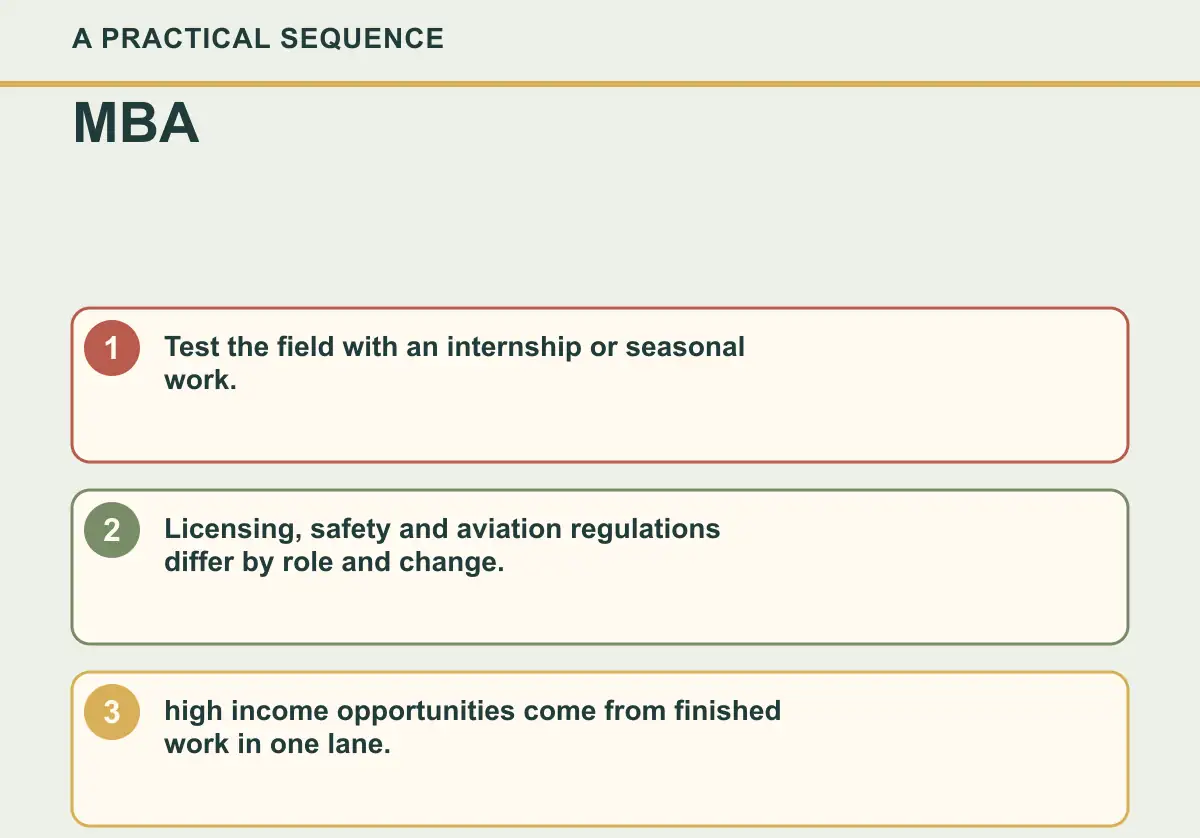 A PRACTICAL SEQUENCE
MBA
1
Test the field with an internship or seasonal
work.
2
Licensing, safety and aviation regulations
differ by role and change.
3
high income opportunities come from finished
work in one lane.